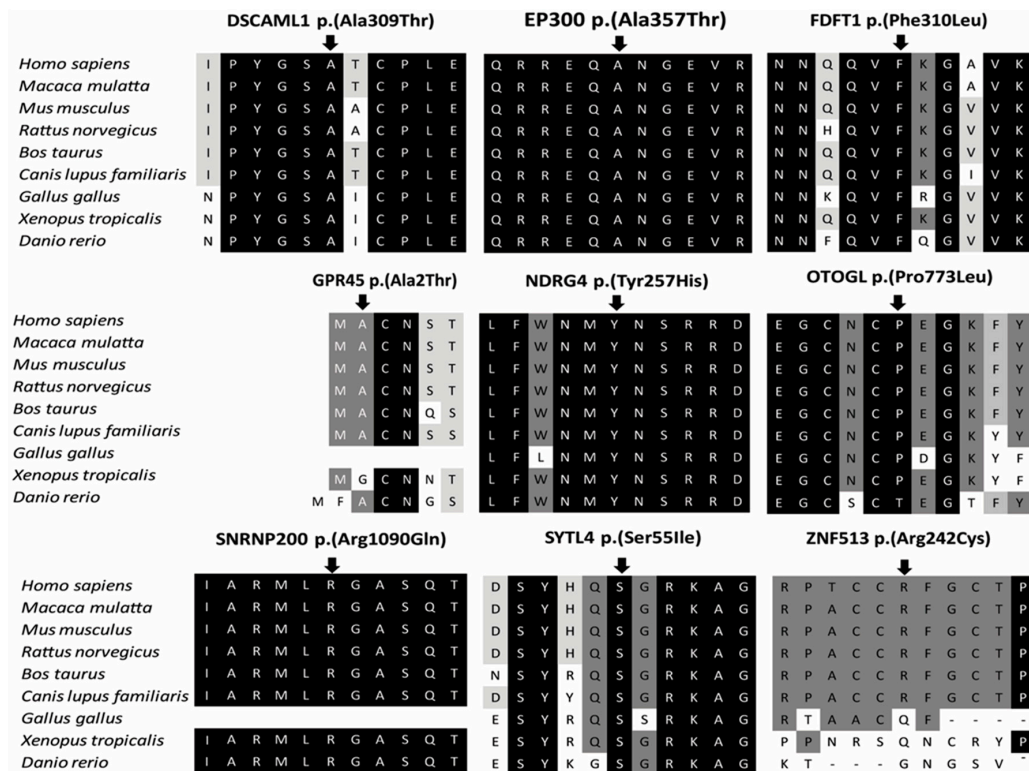 DSCAML1 p.(Ala309Thr) EP300 p.(Ala357Thr) FDFT1 p.(Phe310Leu)
Homo sapiens I P Y G S A T C P L E Q R R E Q A N G E V R N N Q Q V F K G A V K
Macaca mulatta I P Y G S A T C P L E Q R R E Q A N G E V R N N Q Q V F K G A V K
Mus musculus I P Y G S A A C P L E Q R R E Q A N G E V R N N Q Q V F K G V V K
Rattus norvegicus I P Y G S A A C P L E Q R R E Q A N G E V R N N H Q V F K G V V K
Bos taurus I P Y G S A T C P L E Q R R E Q A N G E V R N N Q Q V F K G V V K
Canis lupus familiaris I P Y G S A T C P L E Q R R E Q A N G E V R N N Q Q V F K G I V K
Gallus gallus N P Y G S A I C P L E Q R R E Q A N G E V R N N K Q V F R G V V K
Xenopus tropicalis N P Y G S A I C P L E Q R R E Q A N G E V R N N Q Q V F K G V V K
Danio rerio N P Y G S A I C P L E Q R R E Q A N G E V R N N F Q V F Q G V V K
GPR45 p.(Ala2Thr) NDRG4 p.(Tyr257His) OTOGL p.(Pro773Leu)
Homo sapiens M A C N S T L F W N M Y N S R R D E G C N C P E G K F Y
Macaca mulatta M A C N S T L F W N M Y N S R R D E G C N C P E G K F Y
Mus musculus M A C N S T L F W N M Y N S R R D E G C N C P E G K F Y
Rattus norvegicus M A C N S T L F W N M Y N S R R D E G C N C P E G K F Y
Bos taurus M A C N Q S L F W N M Y N S R R D E G C N C P E G K F Y
Canis lupus familiaris M A C N S S L F W N M Y N S R R D E G C N C P E G K Y Y
Gallus gallus L F L N M Y N S R R D E G C N C P D G K Y F
Xenopus tropicalis M G C N N T L F W N M Y N S R R D E G C N C P E G K Y F
Danio rerio M F A C N G S L F W N M Y N S R R D E G C S C T E G T F Y
SNRNP200 p.(Arg1090Gln) SYTL4 p.(Ser55Ile) ZNF513 p.(Arg242Cys)
Homo sapiens I A R M L R G A S Q T D S Y H Q S G R K A G R P T C C R F G C T P
Macaca mulatta I A R M L R G A S Q T D S Y H Q S G R K A G R P A C C R F G C T P
Mus musculus I A R M L R G A S Q T D S Y H Q S G R K A G R P A C C R F G C T P
Rattus norvegicus I A R M L R G A S Q T D S Y H Q S G R K A G R P A C C R F G C T P
Bos taurus I A R M L R G A S Q T N S Y R Q S G R K A G R P A C C R F G C T P
Canis lupus familiaris I A R M L R G A S Q T D S Y Y Q S G R K A G R P A C C R F G C T P
Gallus gallus E S Y R Q S S R K A G R T A A C Q F - - - -
Xenopus tropicalis I A R M L R G A S Q T E S Y R Q S G R K A G P P N R S Q N C R Y P
Danio rerio I A R M L R G A S Q T E S Y K G S G R K A G K T - - G N G S V -